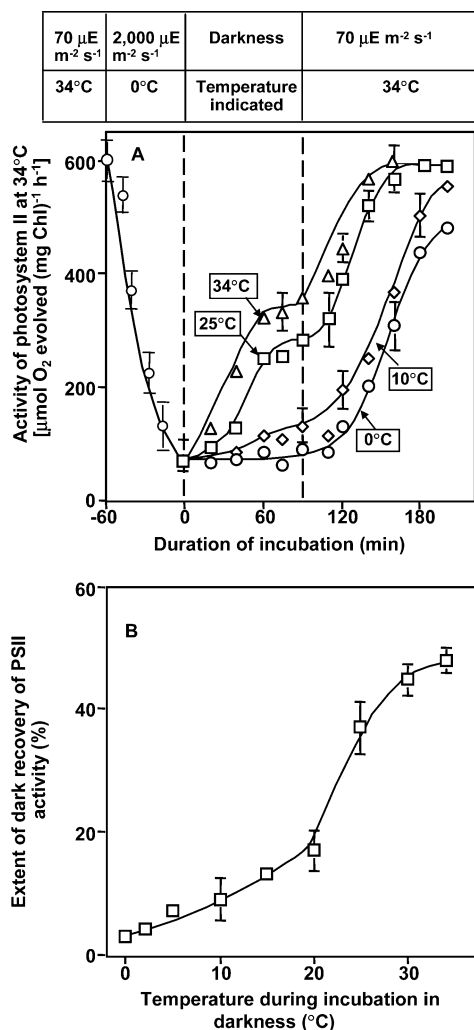 70 µE 2,000 µE Darkness 70 µE m⁻² s⁻¹
m⁻² s⁻¹ m⁻² s⁻¹
34°C 0°C Temperature indicated 34°C
A
Activity of photosystem II at 34°C
[µmol O₂ evolved (mg Chl)⁻¹ h⁻¹]
600
400
200
0
34°C
25°C
10°C
0°C
-60 0 60 120 180
Duration of incubation (min)
B
Extent of dark recovery of PSII
activity (%)
60
40
20
0
0 10 20 30
Temperature during incubation in
darkness (°C)